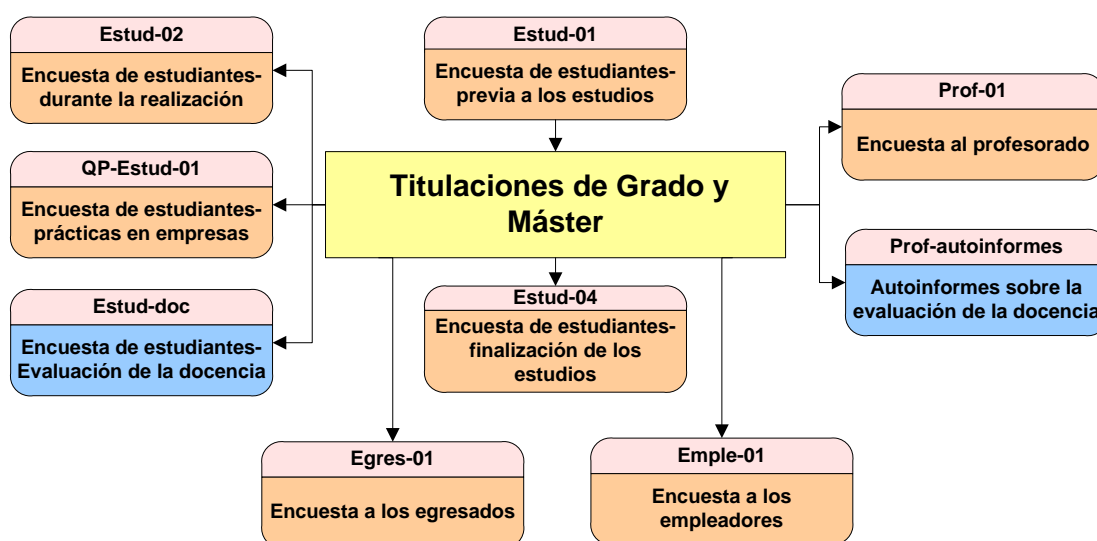 Estud-02
Encuesta de estudiantes-
durante la realización
Estud-01
Encuesta de estudiantes-
previa a los estudios
Prof-01
Encuesta al profesorado
QP-Estud-01
Encuesta de estudiantes-
prácticas en empresas
Titulaciones de Grado y
Máster
Prof-autoinformes
Autoinformes sobre la
evaluación de la docencia
Estud-doc
Encuesta de estudiantes-
Evaluación de la docencia
Estud-04
Encuesta de estudiantes-
finalización de los
estudios
Egres-01
Encuesta a los egresados
Emple-01
Encuesta a los
empleadores